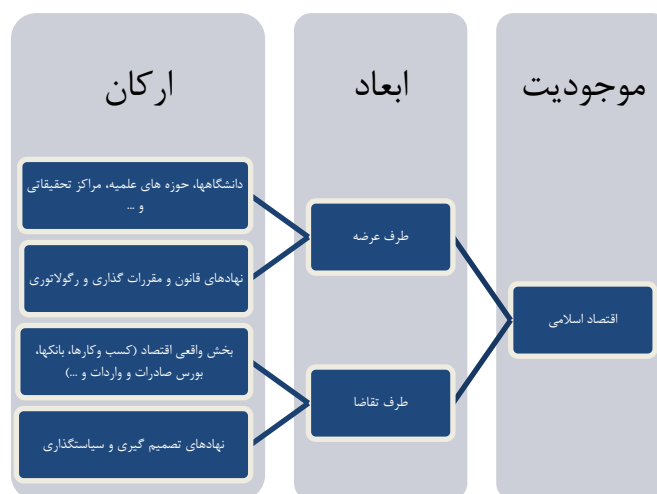 موجودیت
ابعاد
ارکان
اقتصاد اسلامی
طرف عرضه
طرف تقاضا
دانشگاهها، حوزه های علمیه، مراکز تحقیقاتی
و ...
نهادهای قانون و مقررات گذاری و رگولاتوری
بخش واقعی اقتصاد (کسب وکارها، بانکها،
بورس صادرات و واردات و ...)
نهادهای تصمیم گیری و سیاستگذاری